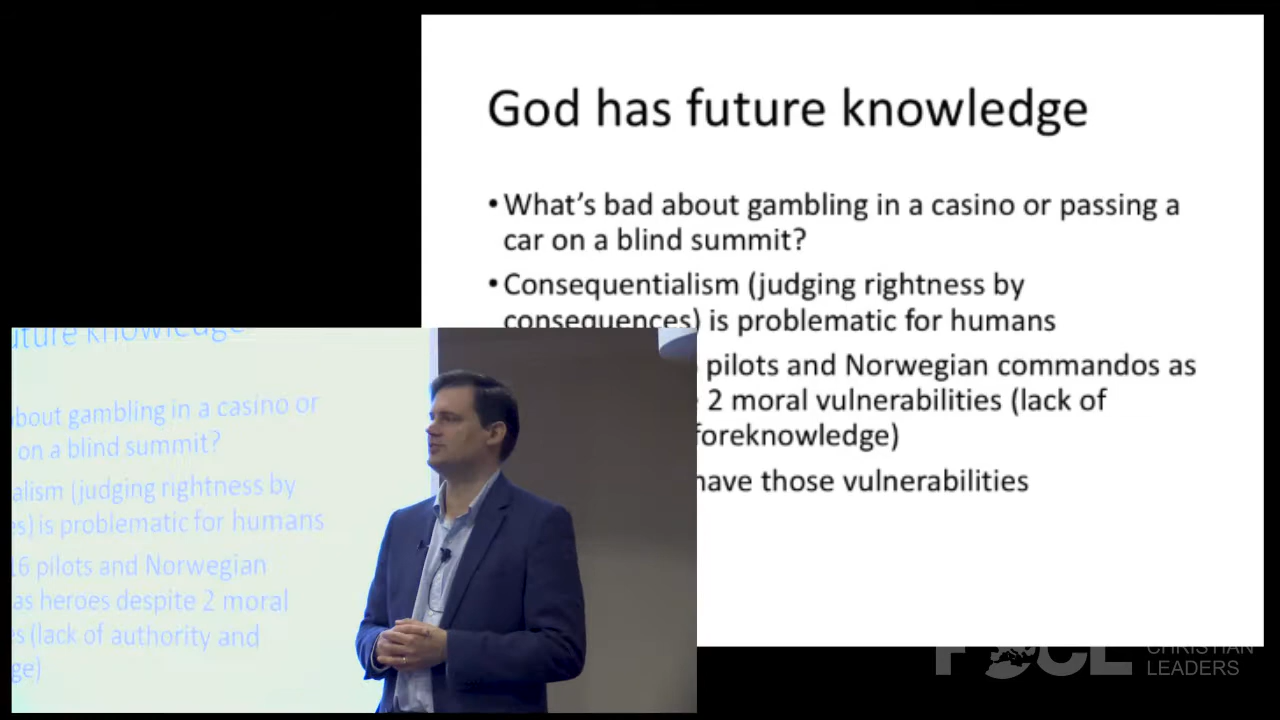 God has future knowledge
• What's bad about gambling in a casino or passing a
car on a blind summit?
• Consequentialism (judging rightness by
consequences) is problematic for humans
pilots and Norwegian commandos as
2 moral vulnerabilities (lack of
foreknowledge)
have those vulnerabilities
future knowledge
about gambling in a casino or
on a blind summit?
alism (judging rightness by
es) is problematic for humans
16 pilots and Norwegian
as heroes despite 2 moral
es (lack of authority and
ge)
CHRISTIAN
LEADERS